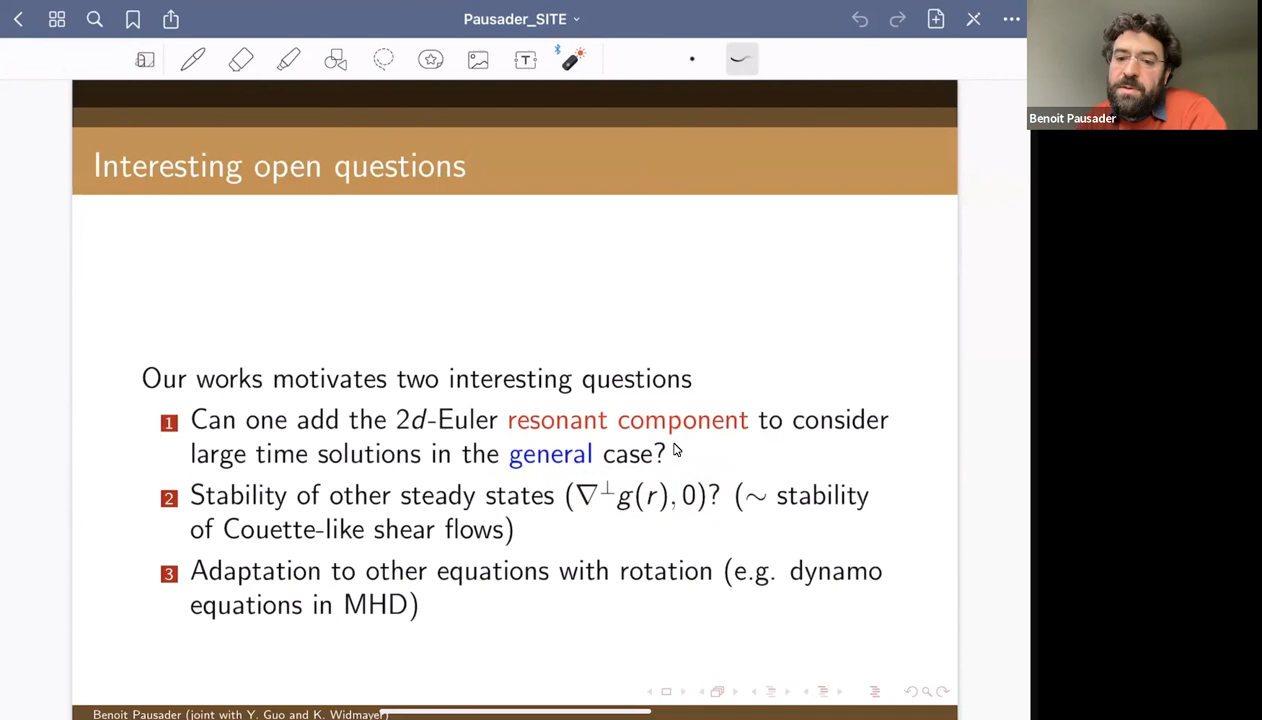 Pausader_SITE
Benoit Pausader
Interesting open questions
Our works motivates two interesting questions
1 Can one add the 2d-Euler resonant component to consider
large time solutions in the general case?
2 Stability of other steady states (∇⊥g(r), 0)? (∼ stability
of Couette-like shear flows)
3 Adaptation to other equations with rotation (e.g. dynamo
equations in MHD)
Benoit Pausader (joint with Y. Guo and K. Widmayer)